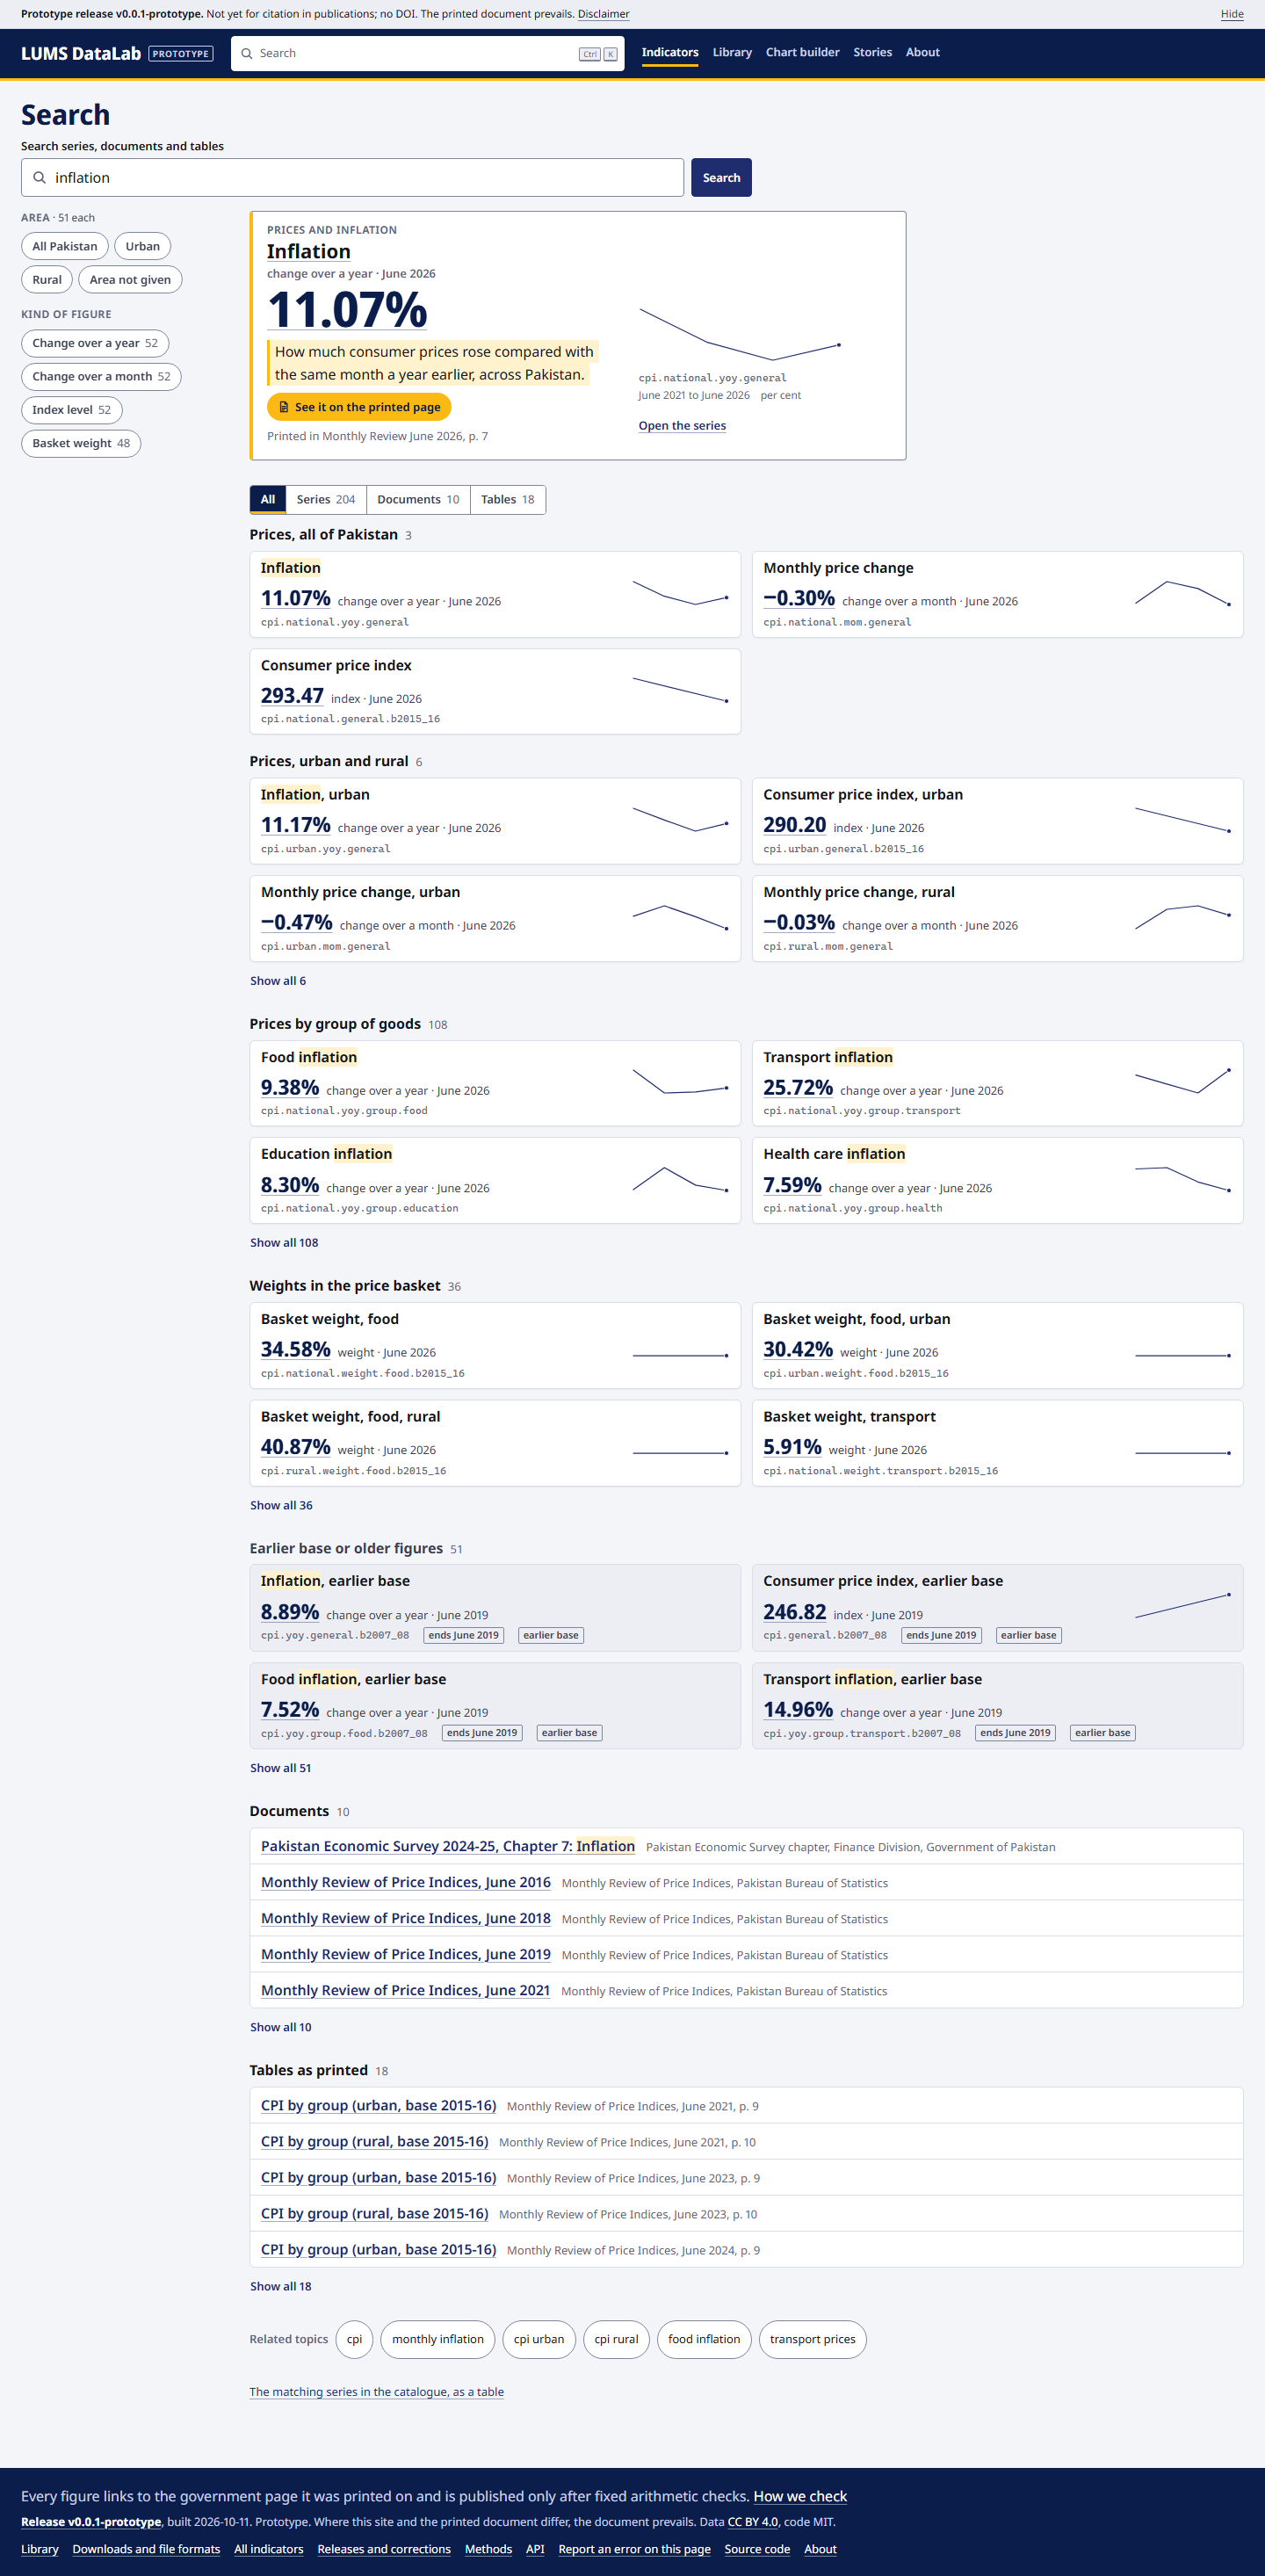 Prototype release v0.0.1-prototype. Not yet for citation in publications; no DOI. The printed document prevails. Disclaimer
Hide
LUMS DataLab PROTOTYPE
Search Ctrl K
Indicators Library Chart builder Stories About
Search
Search series, documents and tables
inflation
Search
AREA · 51 each
All Pakistan Urban
Rural Area not given
KIND OF FIGURE
Change over a year 52
Change over a month 52
Index level 52
Basket weight 48
PRICES AND INFLATION
Inflation
change over a year · June 2026
11.07%
How much consumer prices rose compared with
the same month a year earlier, across Pakistan.
See it on the printed page
Printed in Monthly Review June 2026, p. 7
cpi.national.yoy.general
June 2021 to June 2026 per cent
Open the series
All Series 204 Documents 10 Tables 18
Prices, all of Pakistan 3
Inflation
11.07% change over a year · June 2026
cpi.national.yoy.general
Monthly price change
−0.30% change over a month · June 2026
cpi.national.mom.general
Consumer price index
293.47 index · June 2026
cpi.national.general.b2015_16
Prices, urban and rural 6
Inflation, urban
11.17% change over a year · June 2026
cpi.urban.yoy.general
Consumer price index, urban
290.20 index · June 2026
cpi.urban.general.b2015_16
Monthly price change, urban
−0.47% change over a month · June 2026
cpi.urban.mom.general
Monthly price change, rural
−0.03% change over a month · June 2026
cpi.rural.mom.general
Show all 6
Prices by group of goods 108
Food inflation
9.38% change over a year · June 2026
cpi.national.yoy.group.food
Transport inflation
25.72% change over a year · June 2026
cpi.national.yoy.group.transport
Education inflation
8.30% change over a year · June 2026
cpi.national.yoy.group.education
Health care inflation
7.59% change over a year · June 2026
cpi.national.yoy.group.health
Show all 108
Weights in the price basket 36
Basket weight, food
34.58% weight · June 2026
cpi.national.weight.food.b2015_16
Basket weight, food, urban
30.42% weight · June 2026
cpi.urban.weight.food.b2015_16
Basket weight, food, rural
40.87% weight · June 2026
cpi.rural.weight.food.b2015_16
Basket weight, transport
5.91% weight · June 2026
cpi.national.weight.transport.b2015_16
Show all 36
Earlier base or older figures 51
Inflation, earlier base
8.89% change over a year · June 2019
cpi.yoy.general.b2007_08 ends June 2019 earlier base
Consumer price index, earlier base
246.82 index · June 2019
cpi.general.b2007_08 ends June 2019 earlier base
Food inflation, earlier base
7.52% change over a year · June 2019
cpi.yoy.group.food.b2007_08 ends June 2019 earlier base
Transport inflation, earlier base
14.96% change over a year · June 2019
cpi.yoy.group.transport.b2007_08 ends June 2019 earlier base
Show all 51
Documents 10
Pakistan Economic Survey 2024-25, Chapter 7: Inflation Pakistan Economic Survey chapter, Finance Division, Government of Pakistan
Monthly Review of Price Indices, June 2016 Monthly Review of Price Indices, Pakistan Bureau of Statistics
Monthly Review of Price Indices, June 2018 Monthly Review of Price Indices, Pakistan Bureau of Statistics
Monthly Review of Price Indices, June 2019 Monthly Review of Price Indices, Pakistan Bureau of Statistics
Monthly Review of Price Indices, June 2021 Monthly Review of Price Indices, Pakistan Bureau of Statistics
Show all 10
Tables as printed 18
CPI by group (urban, base 2015-16) Monthly Review of Price Indices, June 2021, p. 9
CPI by group (rural, base 2015-16) Monthly Review of Price Indices, June 2021, p. 10
CPI by group (urban, base 2015-16) Monthly Review of Price Indices, June 2023, p. 9
CPI by group (rural, base 2015-16) Monthly Review of Price Indices, June 2023, p. 10
CPI by group (urban, base 2015-16) Monthly Review of Price Indices, June 2024, p. 9
Show all 18
Related topics cpi monthly inflation cpi urban cpi rural food inflation transport prices
The matching series in the catalogue, as a table
Every figure links to the government page it was printed on and is published only after fixed arithmetic checks. How we check
Release v0.0.1-prototype, built 2026-10-11. Prototype. Where this site and the printed document differ, the document prevails. Data CC BY 4.0, code MIT.
Library Downloads and file formats All indicators Releases and corrections Methods API Report an error on this page Source code About